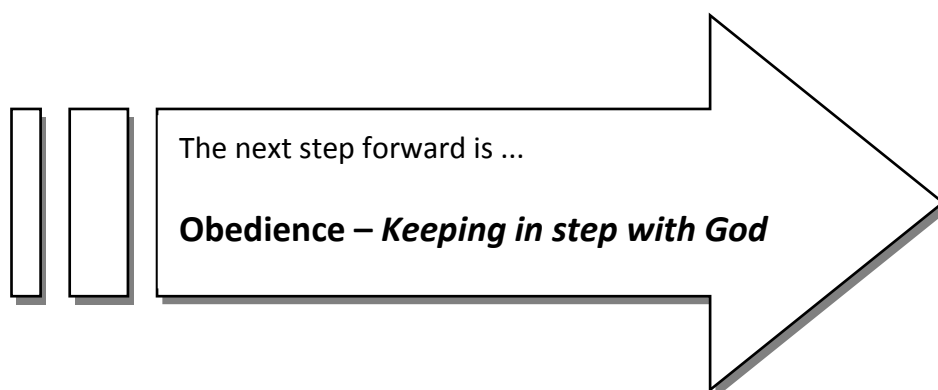 The next step forward is ...
Obedience – Keeping in step with God